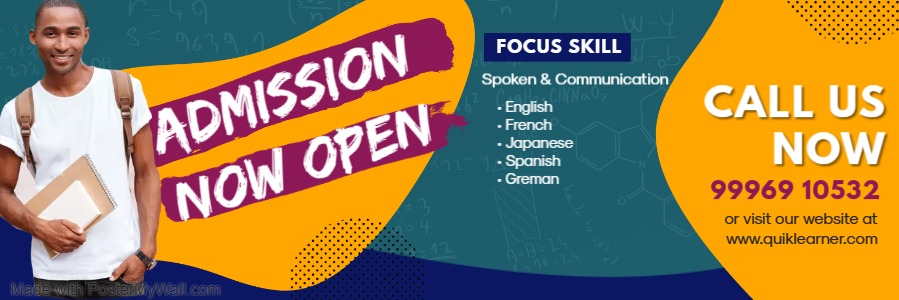 ADMISSION
NOW OPEN
FOCUS SKILL
Spoken & Communication
• English
• French
• Japanese
• Spanish
• Greman
CALL US
NOW
99969 10532
or visit our website at
www.quiklearner.com
Made with PosterMyWall.com